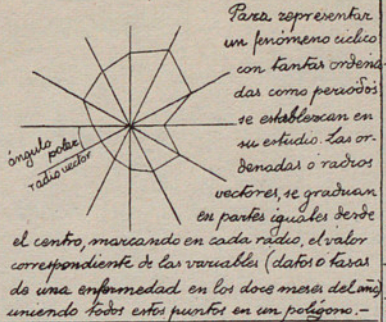 Para representar
un fenómeno cíclico
con tantas ordena-
das como periodos
se establezcan en
su estudio. Las or-
denadas o radios
vectores, se graduan
en partes iguales desde
el centro, marcando en cada radio, el valor
correspondiente de las variables (datos o tasas
de una enfermedad en los doce meses del año)
uniendo todos estos puntos en un polígono.-
ángulo polar
radio vector